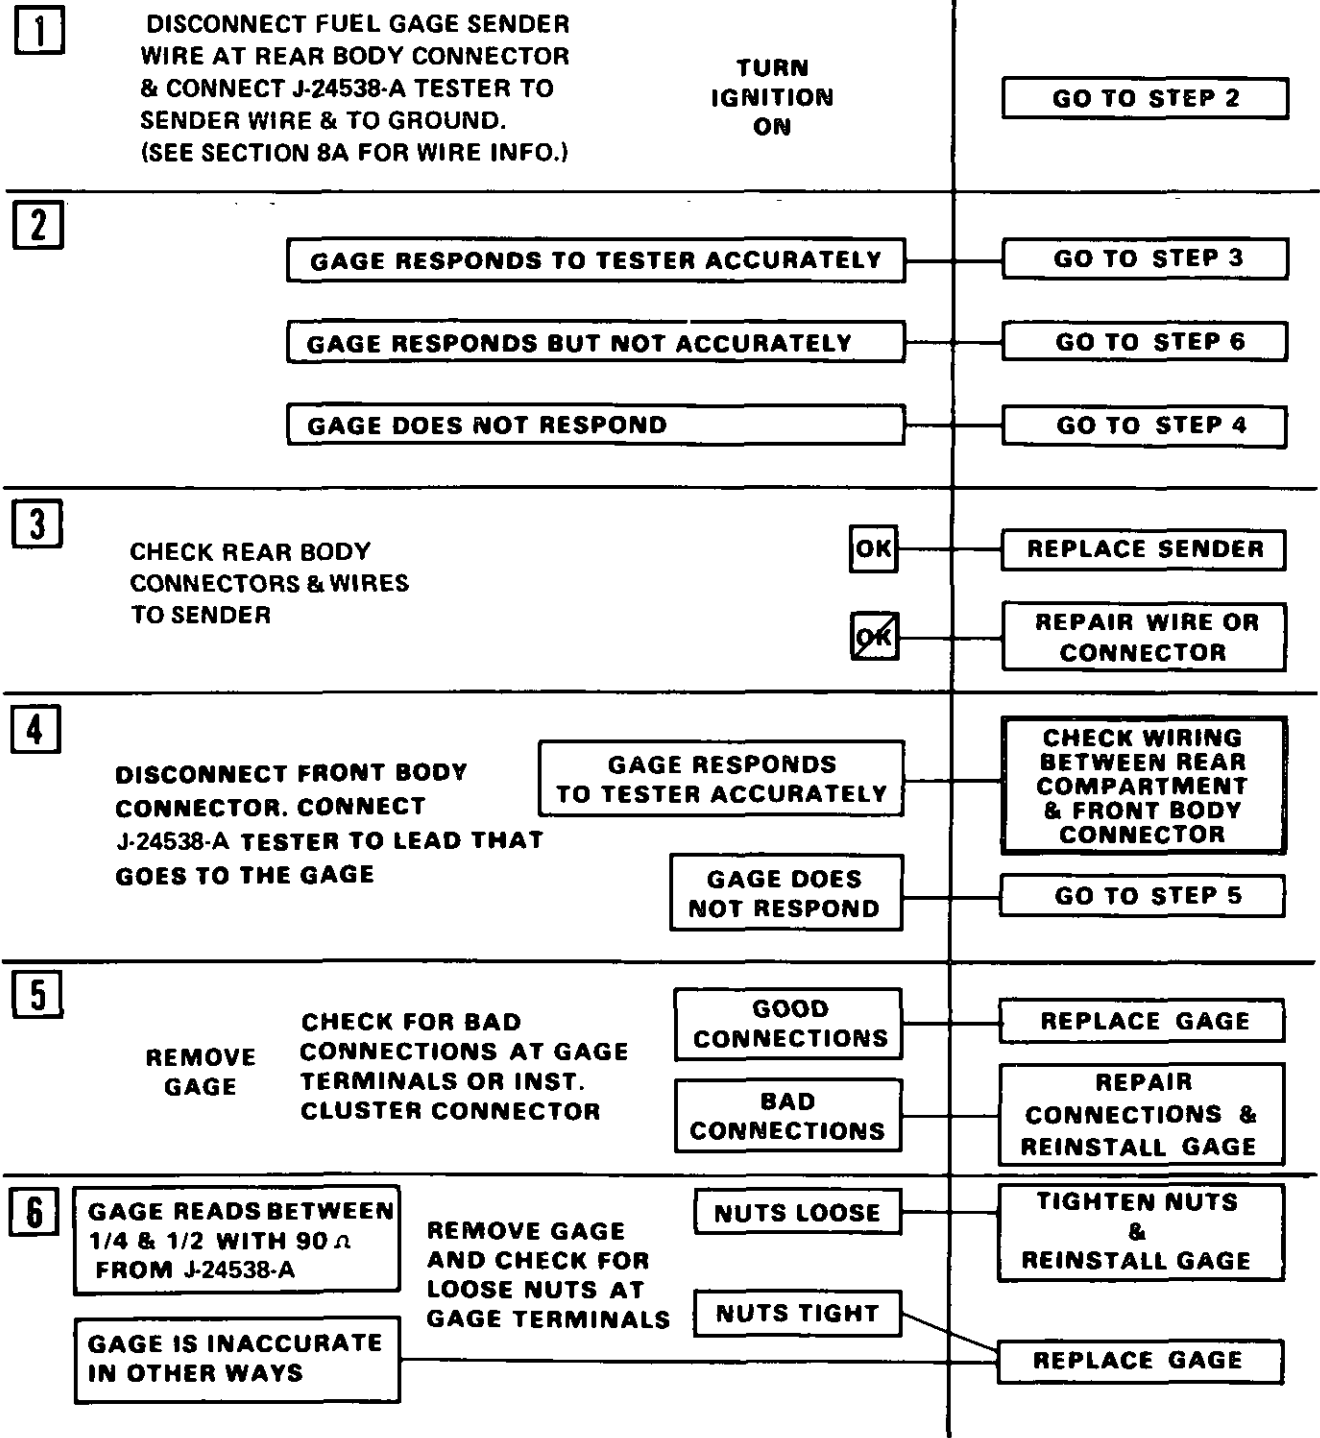 1
DISCONNECT FUEL GAGE SENDER
WIRE AT REAR BODY CONNECTOR
& CONNECT J-24538-A TESTER TO
SENDER WIRE & TO GROUND.
(SEE SECTION 8A FOR WIRE INFO.)
TURN
IGNITION
ON
GO TO STEP 2
2
GAGE RESPONDS TO TESTER ACCURATELY
GO TO STEP 3
GAGE RESPONDS BUT NOT ACCURATELY
GO TO STEP 6
GAGE DOES NOT RESPOND
GO TO STEP 4
3
CHECK REAR BODY
CONNECTORS & WIRES
TO SENDER
OK
REPLACE SENDER
OK
REPAIR WIRE OR
CONNECTOR
4
DISCONNECT FRONT BODY
CONNECTOR. CONNECT
J-24538-A TESTER TO LEAD THAT
GOES TO THE GAGE
GAGE RESPONDS
TO TESTER ACCURATELY
CHECK WIRING
BETWEEN REAR
COMPARTMENT
& FRONT BODY
CONNECTOR
GAGE DOES
NOT RESPOND
GO TO STEP 5
5
REMOVE
GAGE
CHECK FOR BAD
CONNECTIONS AT GAGE
TERMINALS OR INST.
CLUSTER CONNECTOR
GOOD
CONNECTIONS
REPLACE GAGE
BAD
CONNECTIONS
REPAIR
CONNECTIONS &
REINSTALL GAGE
6
GAGE READS BETWEEN
1/4 & 1/2 WITH 90 Ω
FROM J-24538-A
REMOVE GAGE
AND CHECK FOR
LOOSE NUTS AT
GAGE TERMINALS
NUTS LOOSE
TIGHTEN NUTS
&
REINSTALL GAGE
NUTS TIGHT
GAGE IS INACCURATE
IN OTHER WAYS
REPLACE GAGE